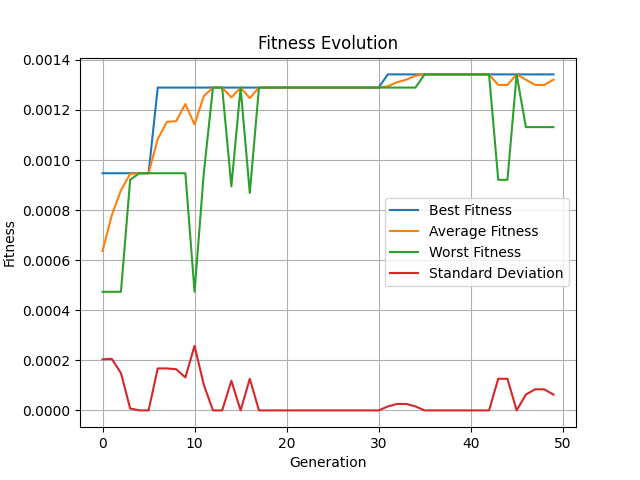 Fitness Evolution
0.0014
0.0012
0.0010
0.0008
0.0006
0.0004
0.0002
0.0000
Fitness
Best Fitness
Average Fitness
Worst Fitness
Standard Deviation
0 10 20 30 40 50
Generation